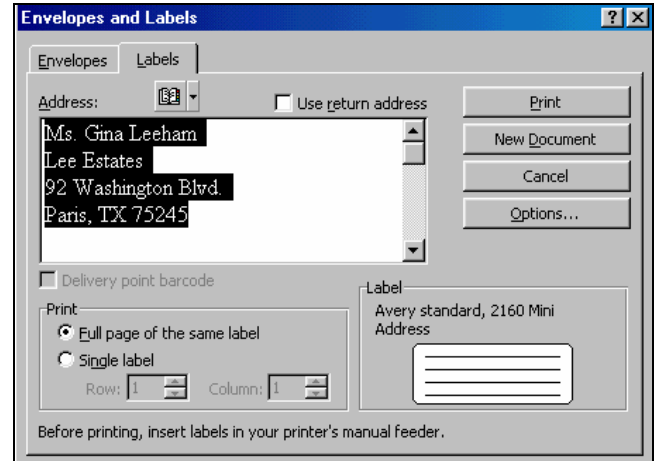 Envelopes and Labels
Envelopes Labels
Address: Use return address
Ms. Gina Leeham
Lee Estates
92 Washington Blvd.
Paris, TX 75245
Print
New Document
Cancel
Options...
Delivery point barcode
Print
Full page of the same label
Single label
Row: 1 Column: 1
Label
Avery standard, 2160 Mini
Address
Before printing, insert labels in your printer's manual feeder.